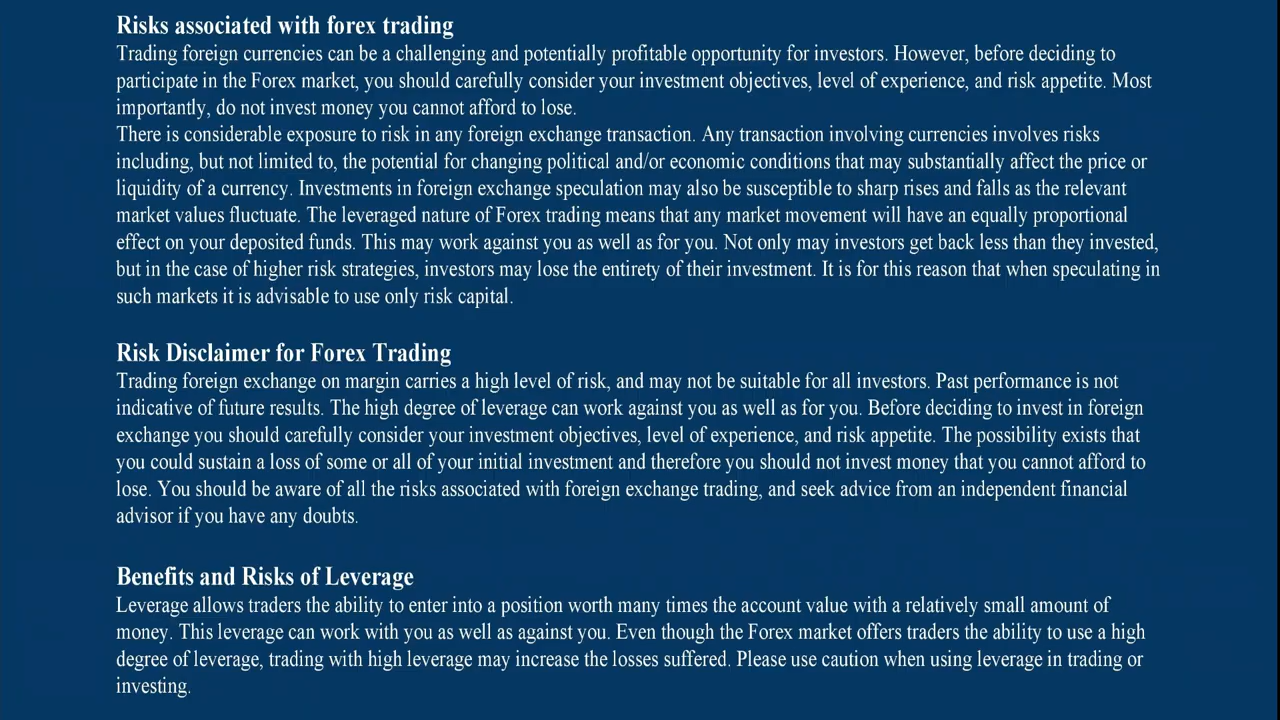 Risks associated with forex trading
Trading foreign currencies can be a challenging and potentially profitable opportunity for investors. However, before deciding to
participate in the Forex market, you should carefully consider your investment objectives, level of experience, and risk appetite. Most
importantly, do not invest money you cannot afford to lose.
There is considerable exposure to risk in any foreign exchange transaction. Any transaction involving currencies involves risks
including, but not limited to, the potential for changing political and/or economic conditions that may substantially affect the price or
liquidity of a currency. Investments in foreign exchange speculation may also be susceptible to sharp rises and falls as the relevant
market values fluctuate. The leveraged nature of Forex trading means that any market movement will have an equally proportional
effect on your deposited funds. This may work against you as well as for you. Not only may investors get back less than they invested,
but in the case of higher risk strategies, investors may lose the entirety of their investment. It is for this reason that when speculating in
such markets it is advisable to use only risk capital.
Risk Disclaimer for Forex Trading
Trading foreign exchange on margin carries a high level of risk, and may not be suitable for all investors. Past performance is not
indicative of future results. The high degree of leverage can work against you as well as for you. Before deciding to invest in foreign
exchange you should carefully consider your investment objectives, level of experience, and risk appetite. The possibility exists that
you could sustain a loss of some or all of your initial investment and therefore you should not invest money that you cannot afford to
lose. You should be aware of all the risks associated with foreign exchange trading, and seek advice from an independent financial
advisor if you have any doubts.
Benefits and Risks of Leverage
Leverage allows traders the ability to enter into a position worth many times the account value with a relatively small amount of
money. This leverage can work with you as well as against you. Even though the Forex market offers traders the ability to use a high
degree of leverage, trading with high leverage may increase the losses suffered. Please use caution when using leverage in trading or
investing.